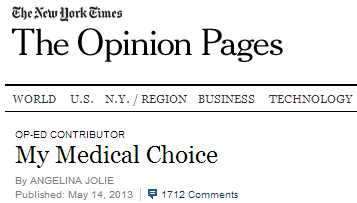 The New York Times
The Opinion Pages
WORLD U.S. N.Y. / REGION BUSINESS TECHNOLOGY
OP-ED CONTRIBUTOR
My Medical Choice
By ANGELINA JOLIE
Published: May 14, 2013 1712 Comments